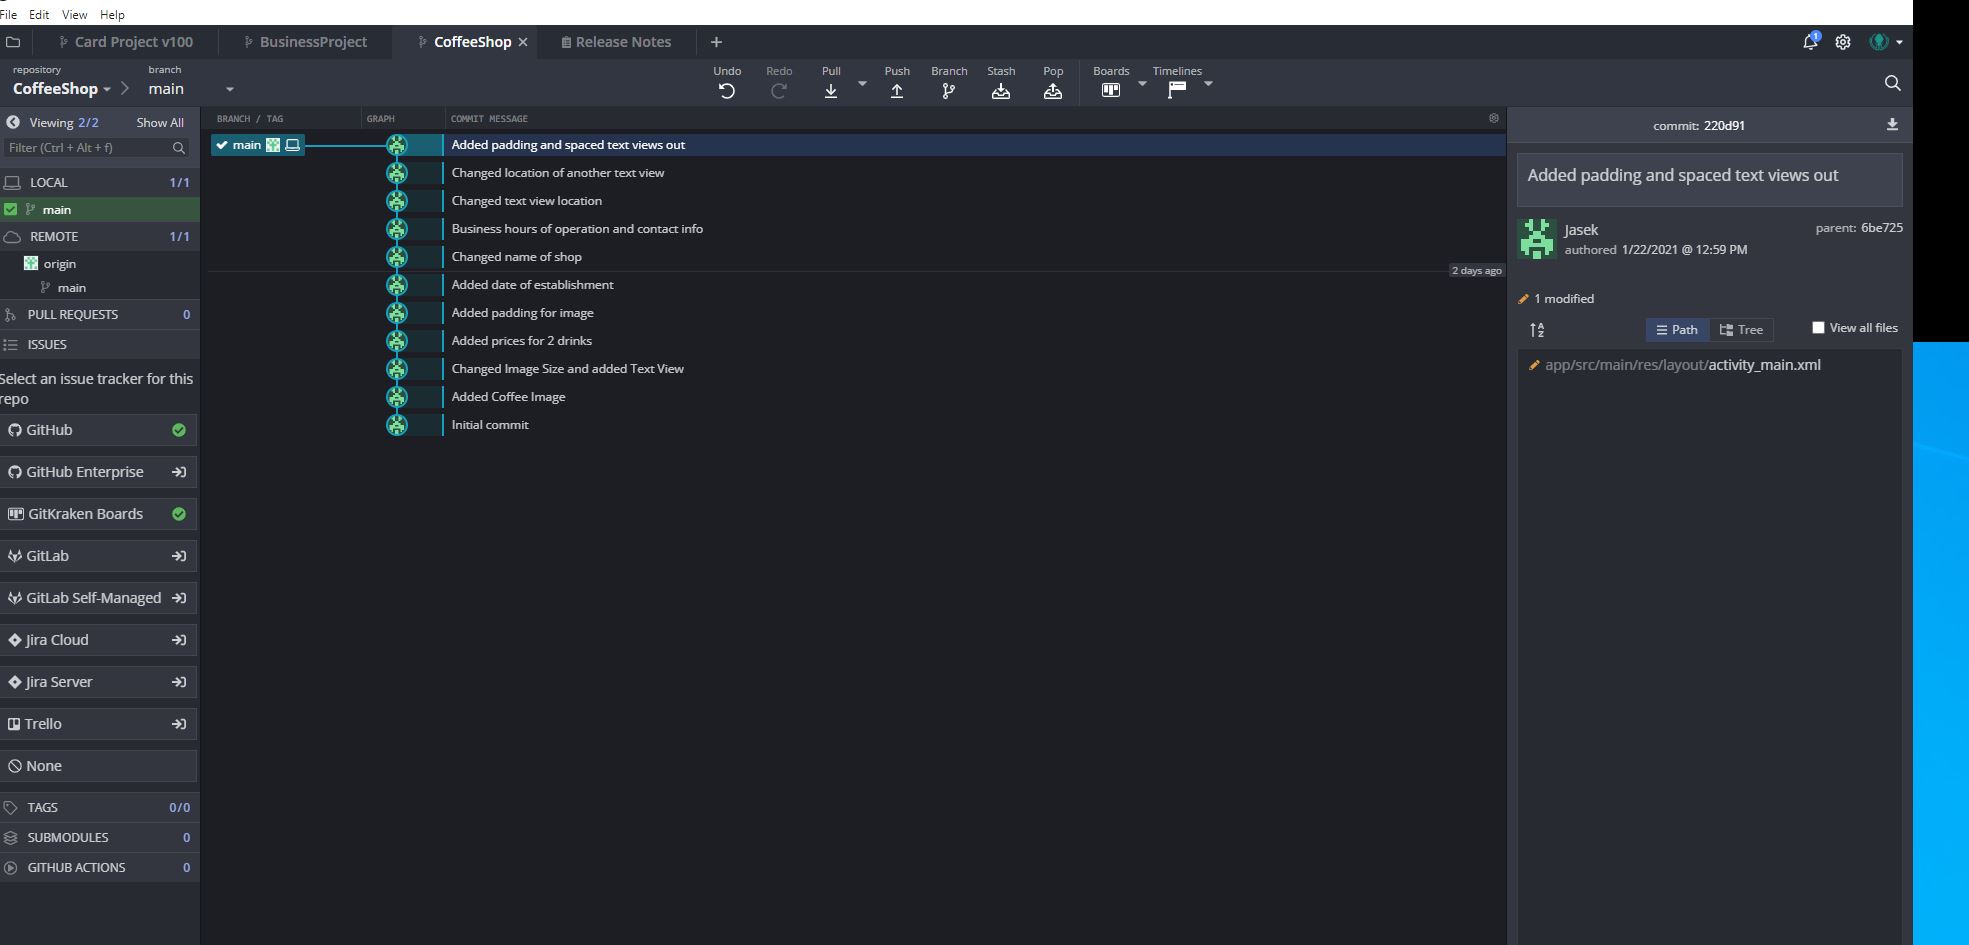 File Edit View Help
Card Project v100 BusinessProject CoffeeShop Release Notes
1
repository branch
CoffeeShop main
Undo Redo Pull Push Branch Stash Pop Boards Timelines
Viewing 2/2 Show All
Filter (Ctrl + Alt + f)
LOCAL 1/1
main
REMOTE 1/1
origin
main
PULL REQUESTS 0
ISSUES
Select an issue tracker for this
repo
GitHub
GitHub Enterprise
GitKraken Boards
GitLab
GitLab Self-Managed
Jira Cloud
Jira Server
Trello
None
TAGS 0/0
SUBMODULES 0
GITHUB ACTIONS 0
BRANCH / TAG GRAPH COMMIT MESSAGE
main Added padding and spaced text views out
Changed location of another text view
Changed text view location
Business hours of operation and contact info
Changed name of shop
2 days ago
Added date of establishment
Added padding for image
Added prices for 2 drinks
Changed Image Size and added Text View
Added Coffee Image
Initial commit
commit: 220d91
Added padding and spaced text views out
Jasek parent: 6be725
authored 1/22/2021 @ 12:59 PM
1 modified
A Z Path Tree View all files
app/src/main/res/layout/activity_main.xml